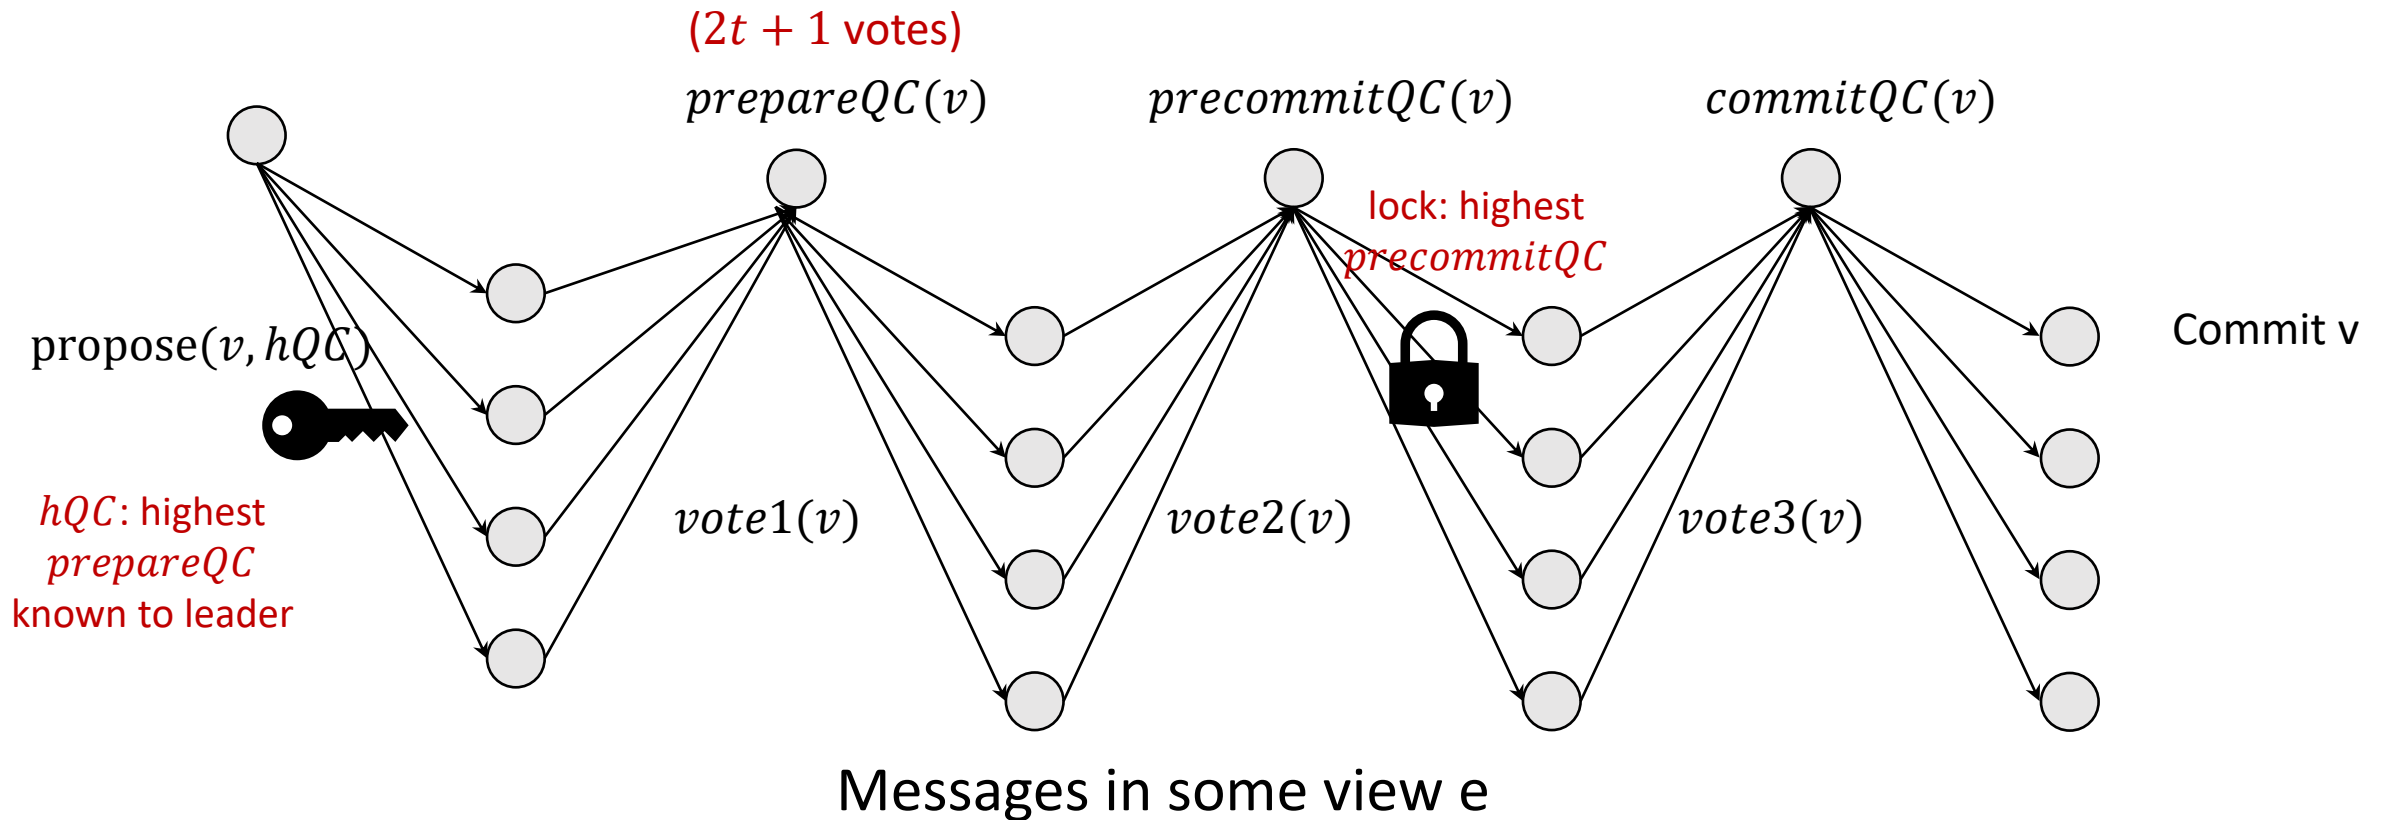 (2t + 1 votes)
prepareQC(v)
precommitQC(v)
commitQC(v)
lock: highest
precommitQC
propose(v, hQC)
Commit v
hQC: highest
prepareQC
known to leader
vote1(v)
vote2(v)
vote3(v)
Messages in some view e